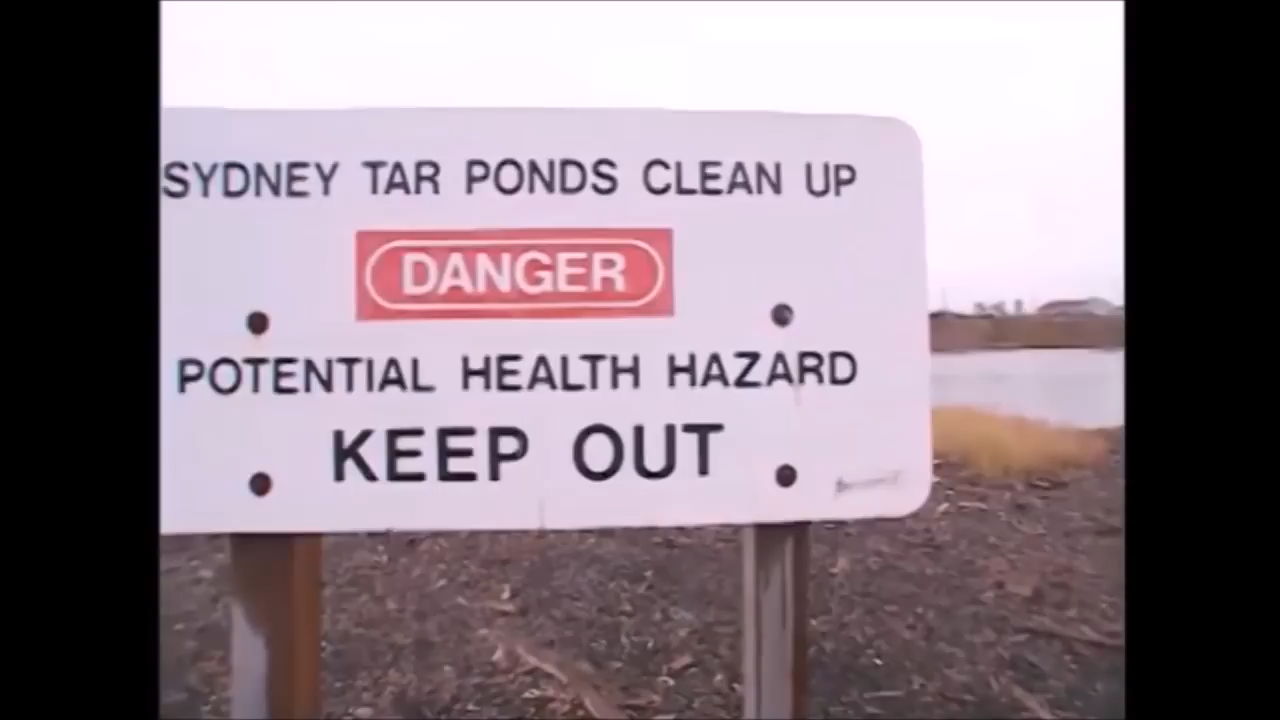 SYDNEY TAR PONDS CLEAN UP
DANGER
POTENTIAL HEALTH HAZARD
KEEP OUT